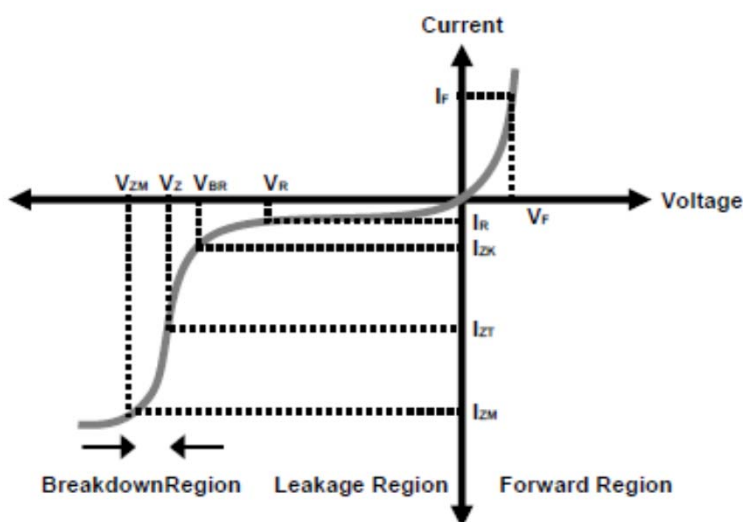 Current
IF
VZM VZ VBR VR
Voltage
VF
IR
IZK
IZT
IZM
BreakdownRegion Leakage Region Forward Region